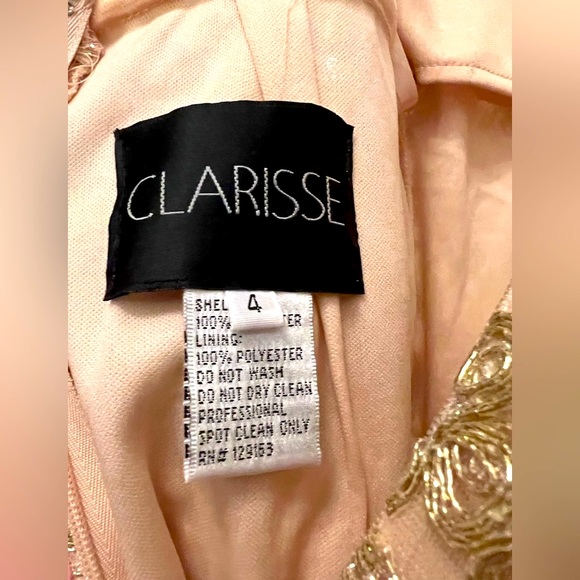 CLARISSE
4
SHEL
100% TER
LINING:
100% POLYESTER
DO NOT WASH
DO NOT DRY CLEAN
PROFESSIONAL
SPOT CLEAN ONLY
RN# 129163